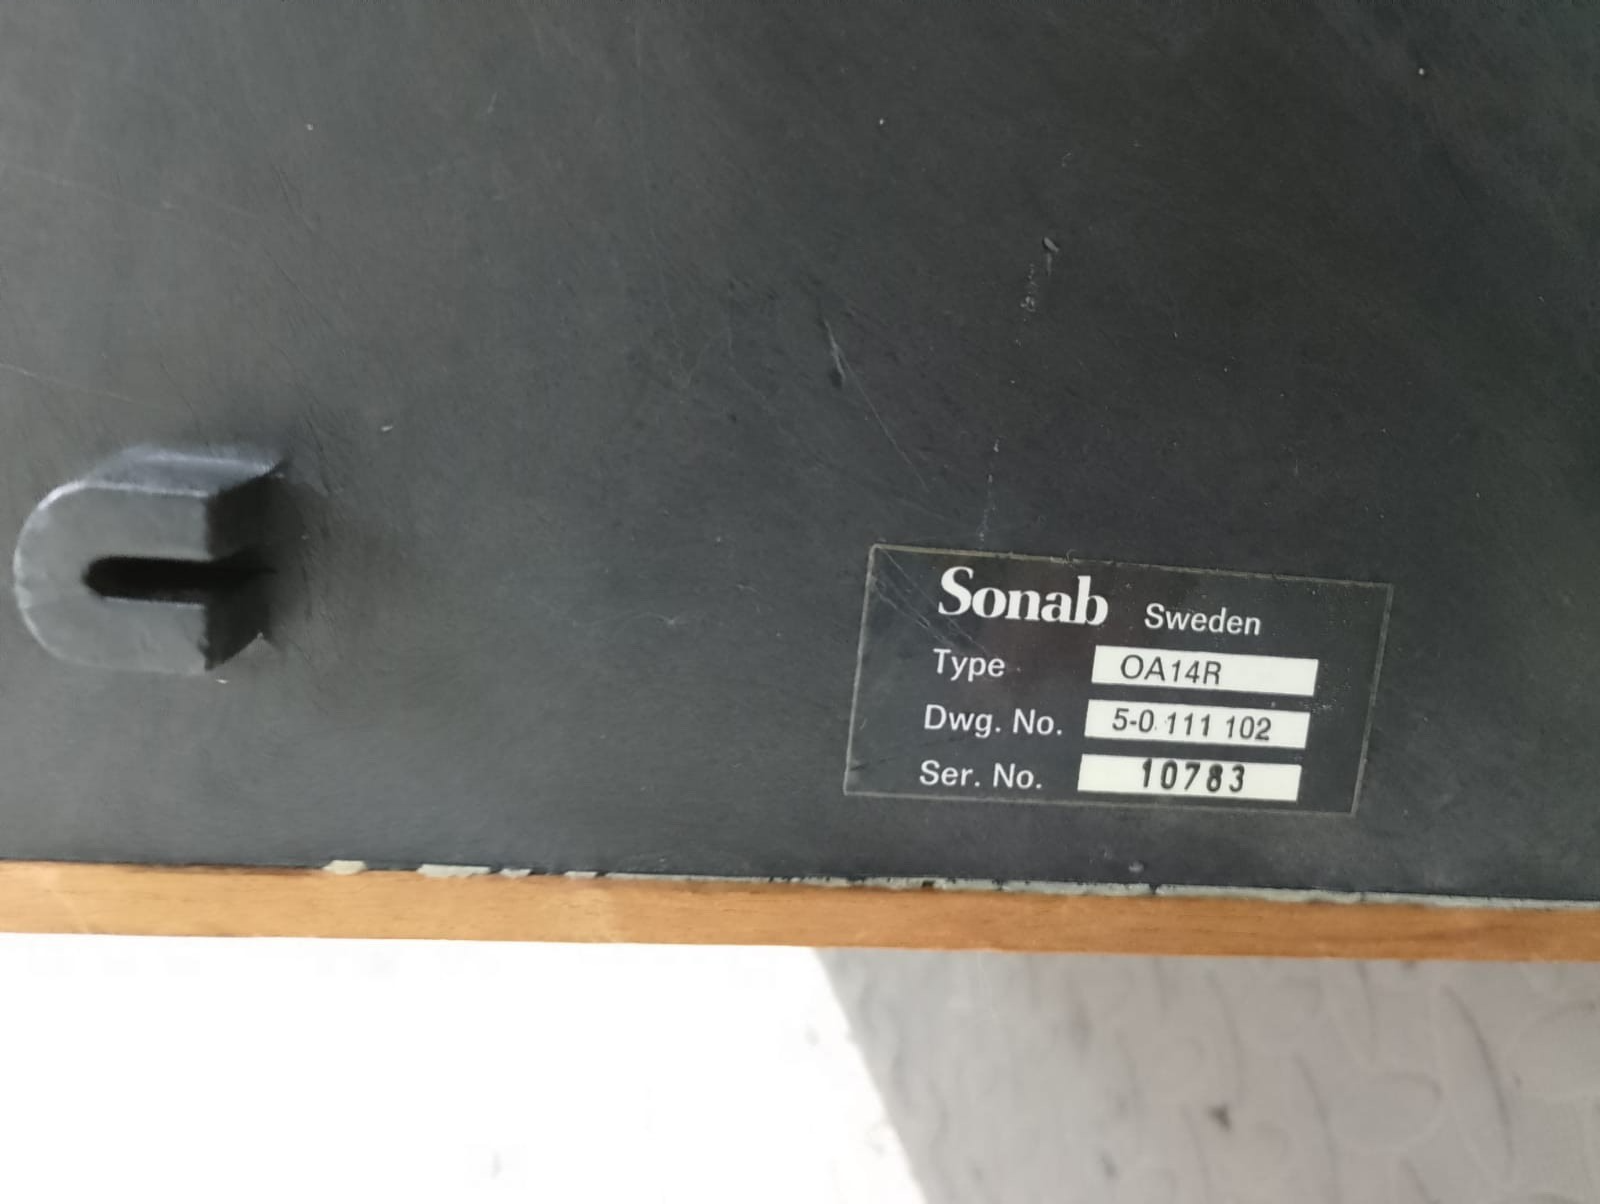 Sonab Sweden
Type OA14R
Dwg. No. 5-0 111 102
Ser. No. 10783